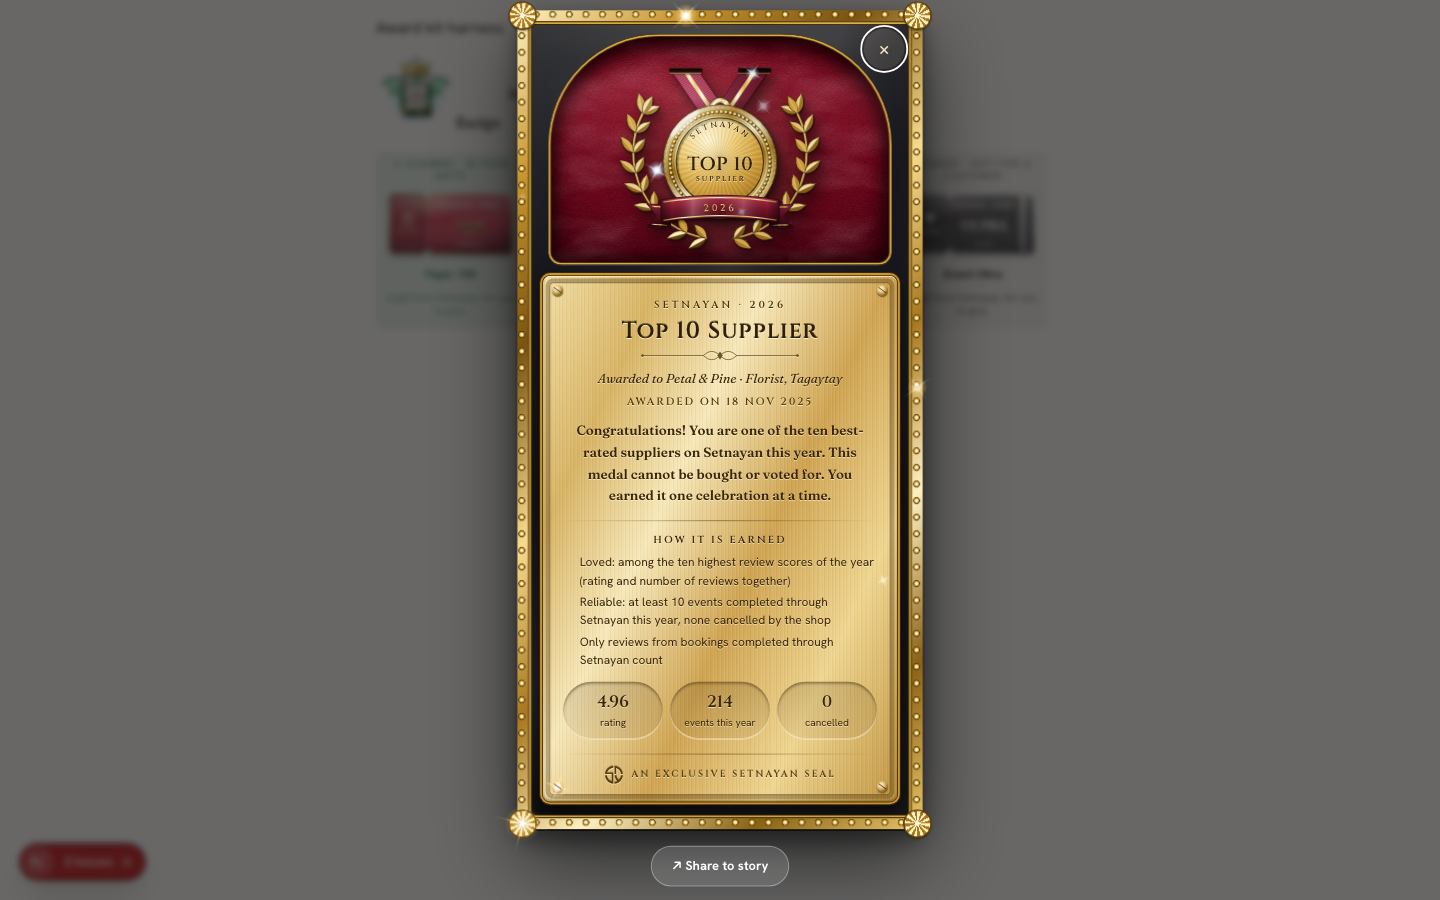 Award kit harness
Badge
×
SETNAYAN
TOP 10
SUPPLIER
2026
SETNAYAN · 2026
TOP 10 SUPPLIER
Awarded to Petal & Pine · Florist, Tagaytay
AWARDED ON 18 NOV 2025
Congratulations! You are one of the ten best-
rated suppliers on Setnayan this year. This
medal cannot be bought or voted for. You
earned it one celebration at a time.
HOW IT IS EARNED
Loved: among the ten highest review scores of the year
(rating and number of reviews together)
Reliable: at least 10 events completed through
Setnayan this year, none cancelled by the shop
Only reviews from bookings completed through
Setnayan count
4.96
214
0
rating
events this year
cancelled
AN EXCLUSIVE SETNAYAN SEAL
↗ Share to story